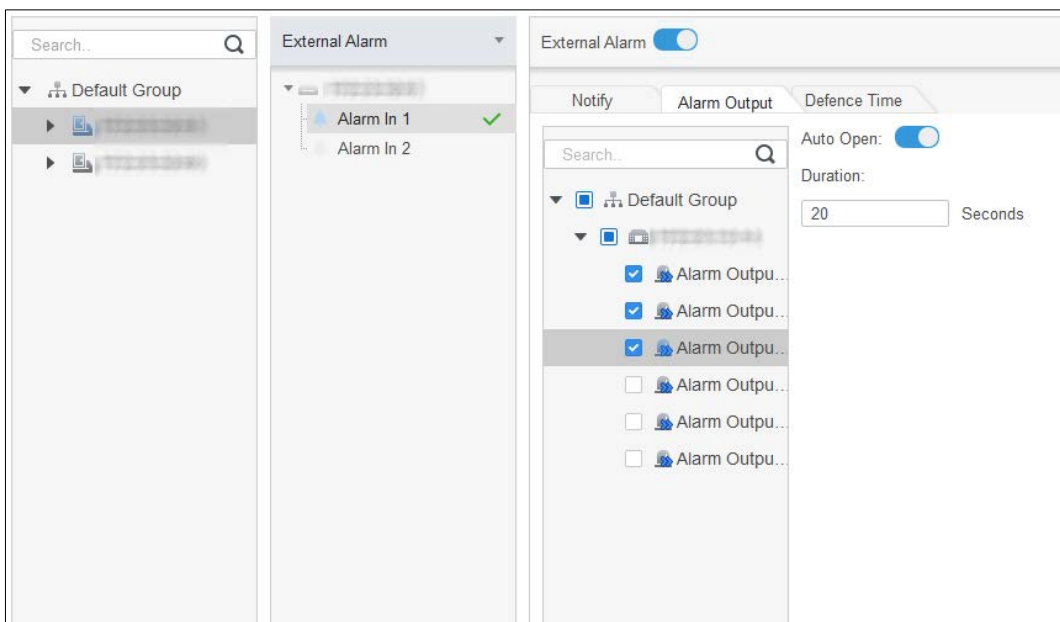 Search..
Default Group
External Alarm
Alarm In 1
Alarm In 2
External Alarm
Notify
Alarm Output
Defence Time
Search..
Default Group
Alarm Outpu...
Alarm Outpu...
Alarm Outpu...
Alarm Outpu...
Alarm Outpu...
Alarm Outpu...
Auto Open:
Duration:
20 Seconds